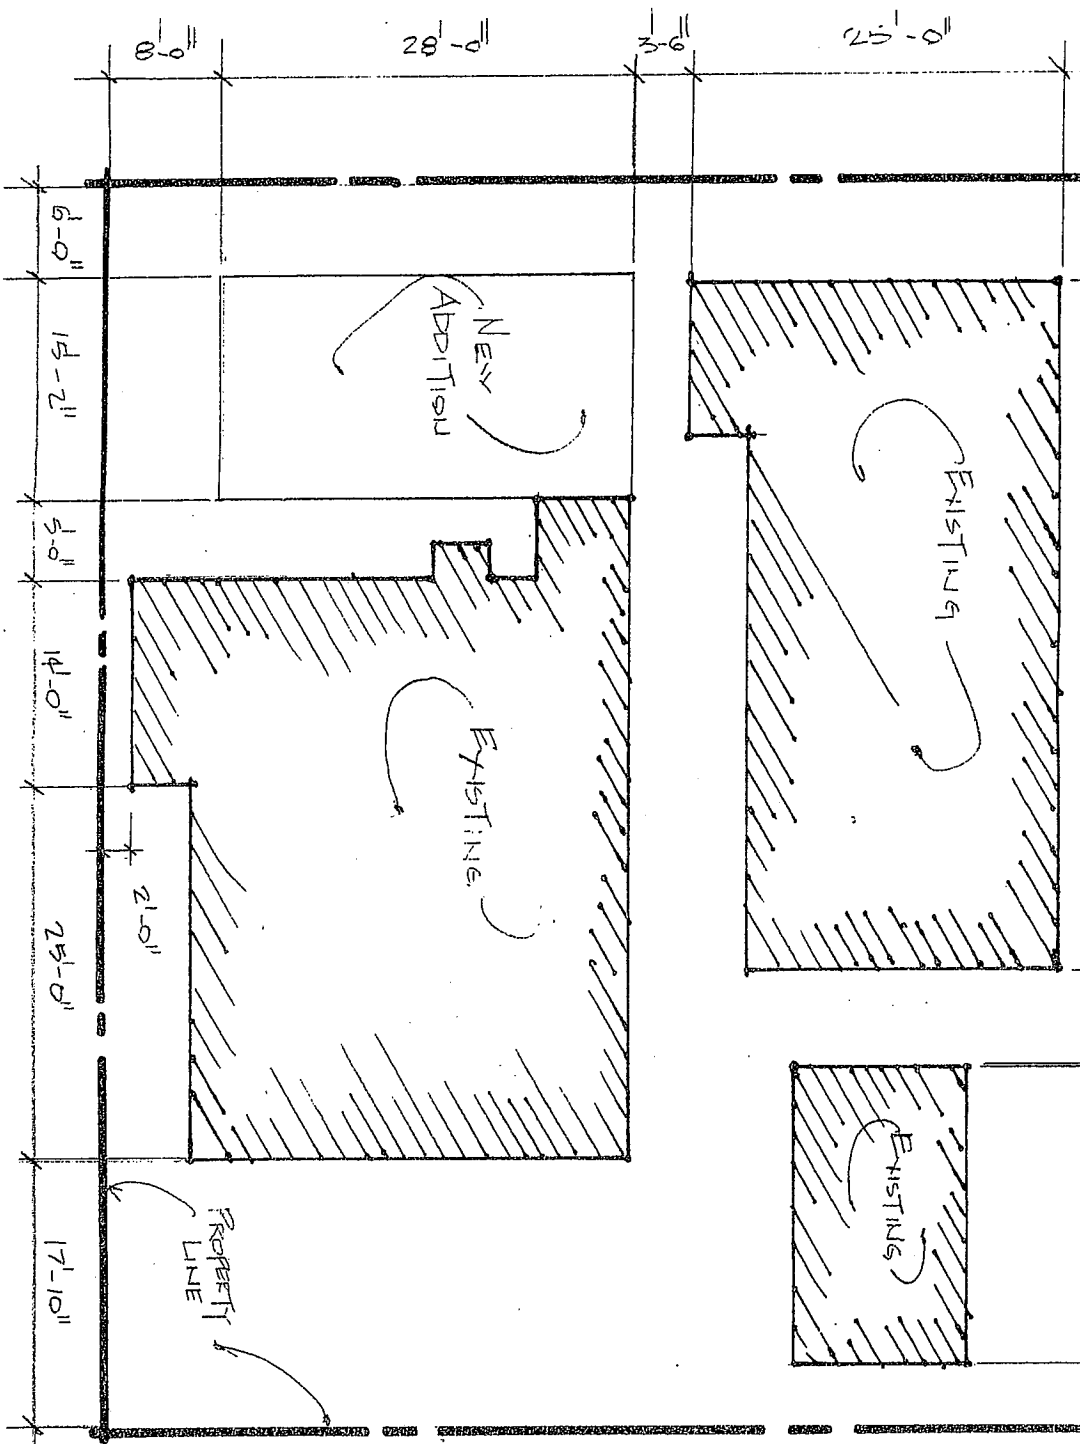 8'-0"
28'-0"
3'-6"
25'-0"
6'-0"
15'-2"
5'-0"
14'-0"
25'-0"
17'-10"
2'-0"
NEW
ADDITION
EXISTING
EXISTING
EXISTING
PROPERTY
LINE